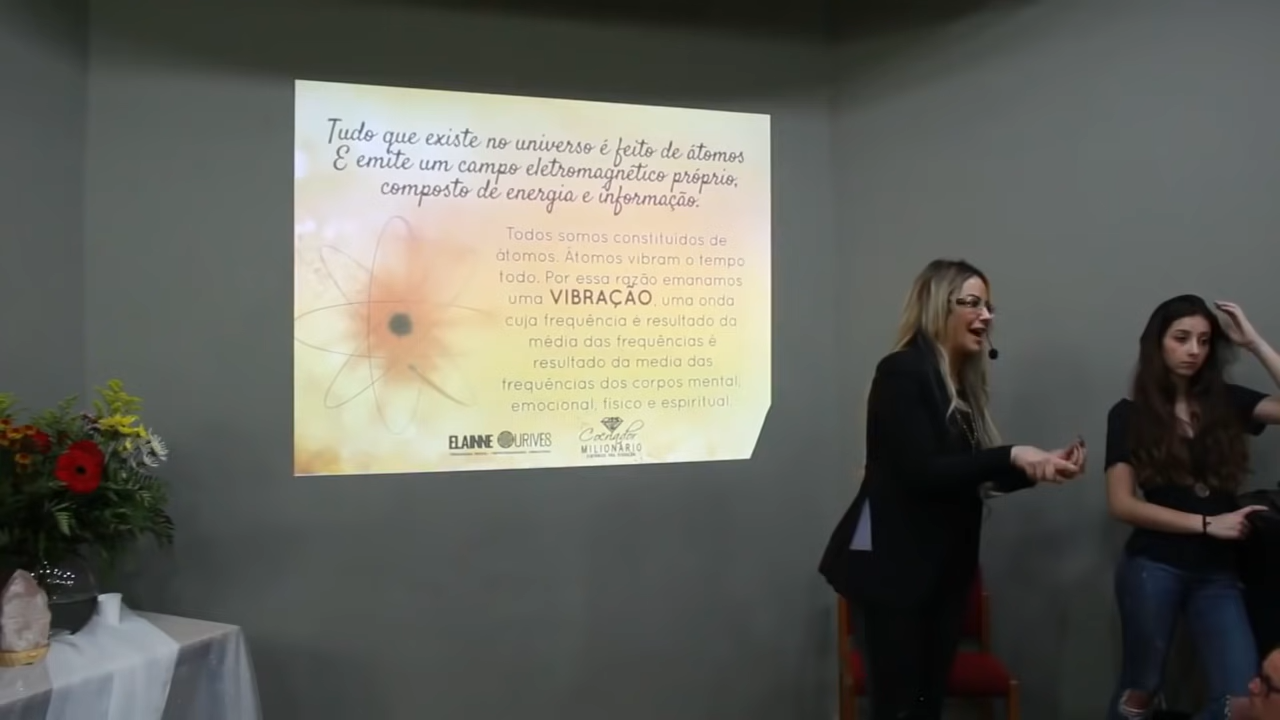 Tudo que existe no universo é feito de átomos
E emite um campo eletromagnético próprio,
composto de energia e informação.
Todos somos constituídos de
átomos. Átomos vibram o tempo
todo. Por essa razão emanamos
uma VIBRAÇÃO, uma onda
cuja frequência é resultado da
média das frequências é
resultado da media das
frequências dos corpos mental,
emocional, físico e espiritual.
ELAINNE OURIVES
Cocriador
MILIONÁRIO